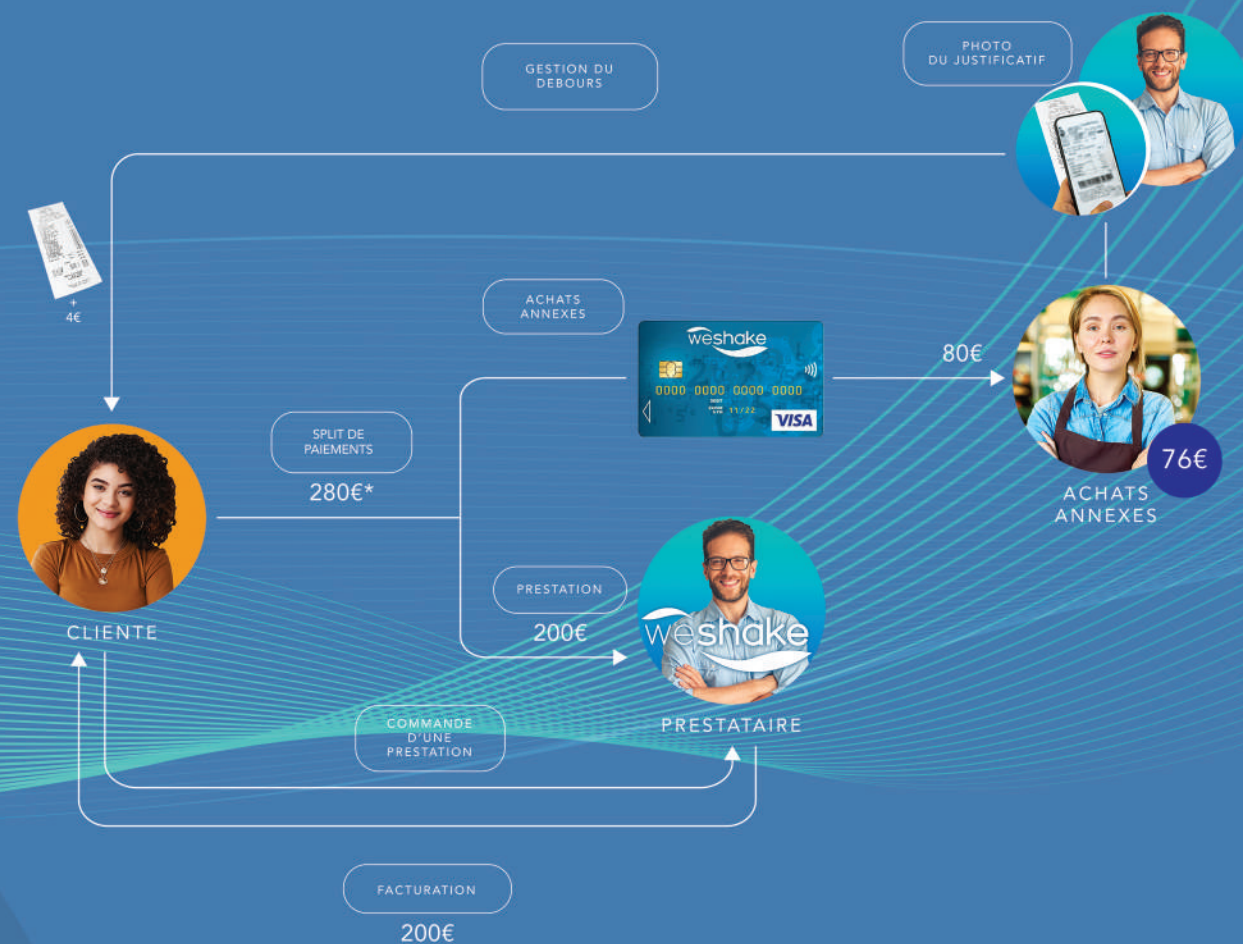 GESTION DU
DEBOURS
PHOTO
DU JUSTIFICATIF
+
4€
ACHATS
ANNEXES
weshake
0000 0000 0000 0000
11/22
VISA
80€
76€
ACHATS
ANNEXES
SPLIT DE
PAIEMENTS
280€*
CLIENTE
PRESTATION
200€
weshake
PRESTATAIRE
COMMANDE
D'UNE
PRESTATION
FACTURATION
200€